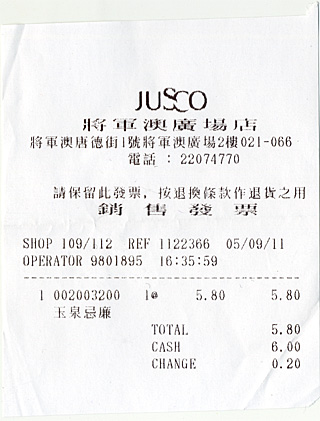 JUSCO
將軍澳廣場店
將軍澳唐德街1號將軍澳廣場2樓021-066
電話：22074770
請保留此發票，按退換條款作退貨之用
銷售發票
SHOP 109/112 REF 1122366 05/09/11
OPERATOR 9801895 16:35:59
1 002003200 1@ 5.80 5.80
玉泉忌廉
TOTAL 5.80
CASH 6.00
CHANGE 0.20